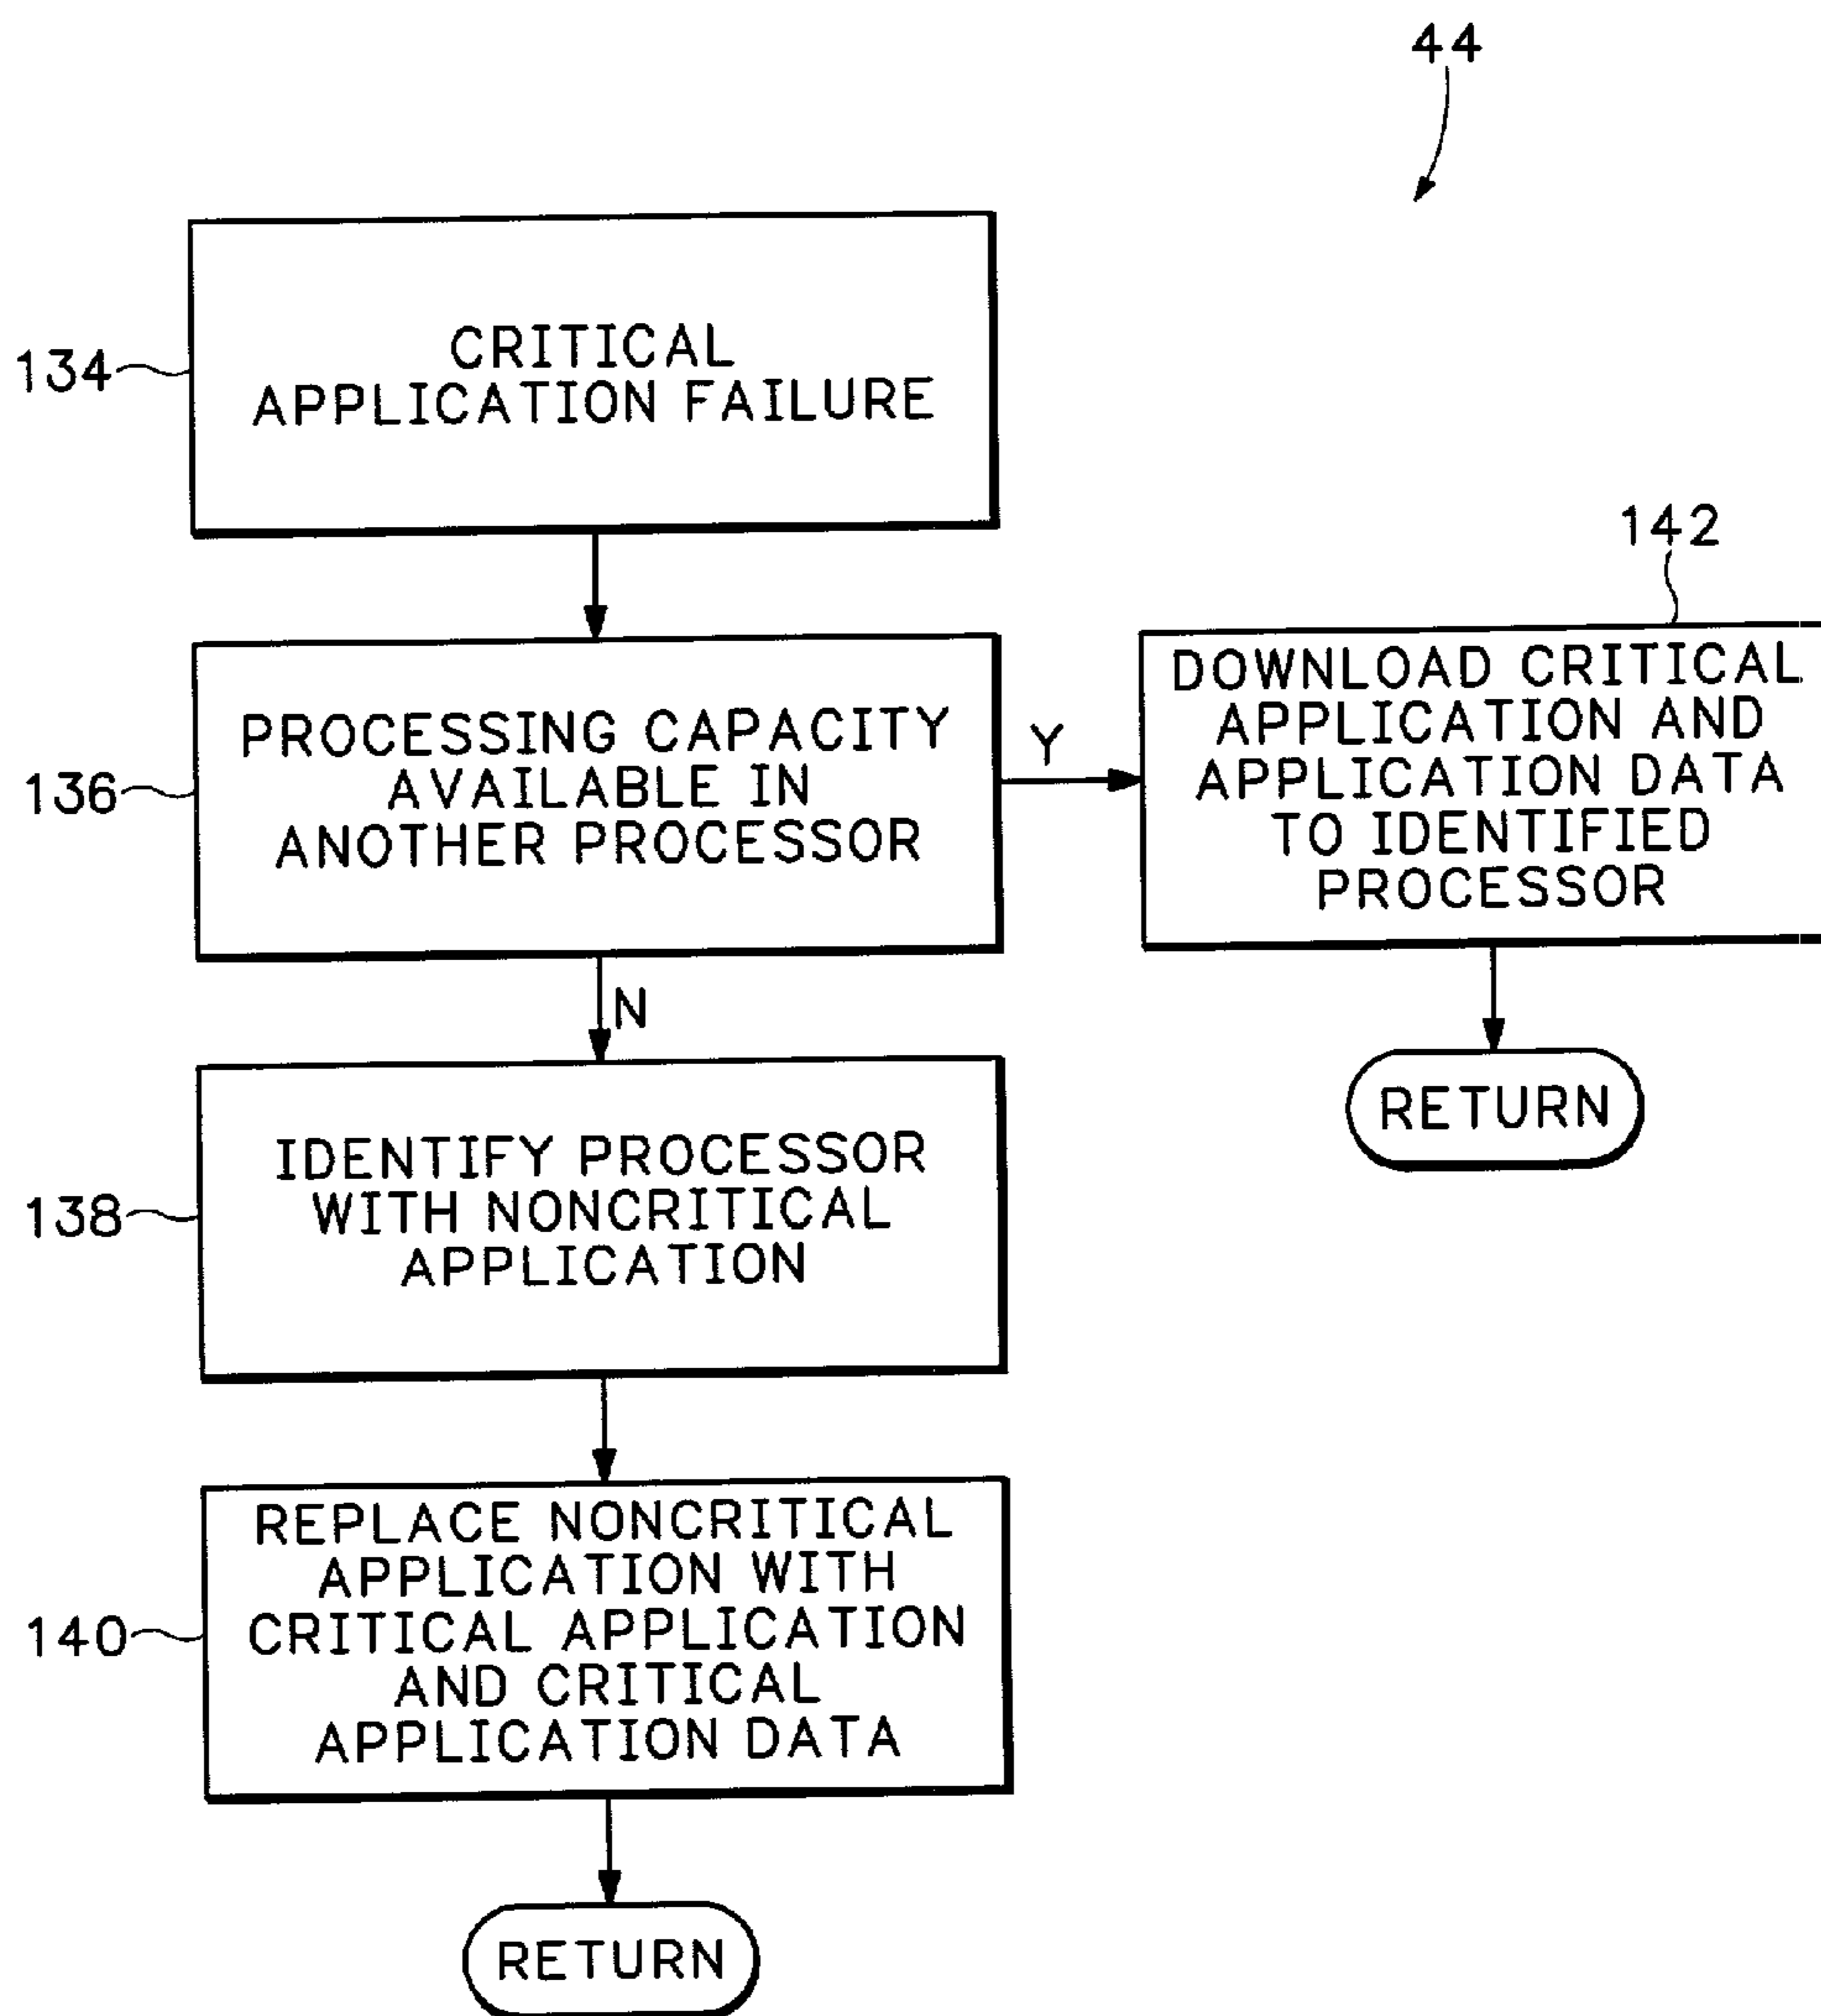 44
134
CRITICAL
APPLICATION FAILURE
136
PROCESSING CAPACITY
AVAILABLE IN
ANOTHER PROCESSOR
Y
142
DOWNLOAD CRITICAL
APPLICATION AND
APPLICATION DATA
TO IDENTIFIED
PROCESSOR
RETURN
N
138
IDENTIFY PROCESSOR
WITH NONCRITICAL
APPLICATION
140
REPLACE NONCRITICAL
APPLICATION WITH
CRITICAL APPLICATION
AND CRITICAL
APPLICATION DATA
RETURN